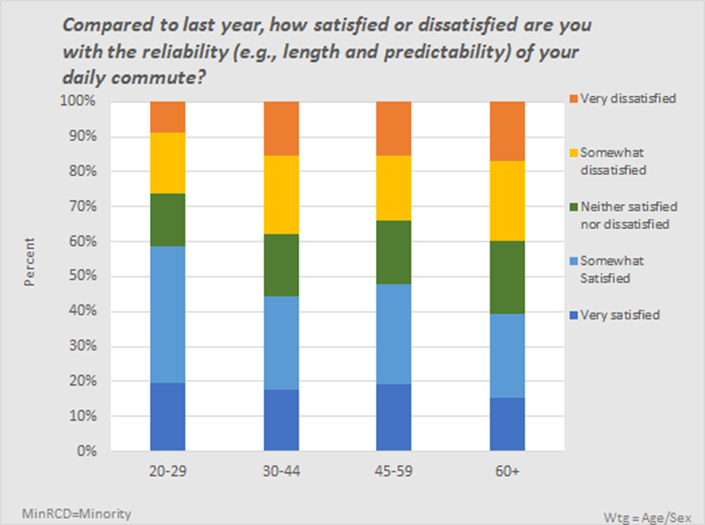 Compared to last year, how satisfied or dissatisfied are you
with the reliability (e.g., length and predictability) of your
daily commute?
100%
90%
80%
70%
60%
50%
40%
30%
20%
10%
0%
Percent
20-29
30-44
45-59
60+
Very dissatisfied
Somewhat
dissatisfied
Neither satisfied
nor dissatisfied
Somewhat
Satisfied
Very satisfied
MinRCD=Minority
Wtg = Age/Sex